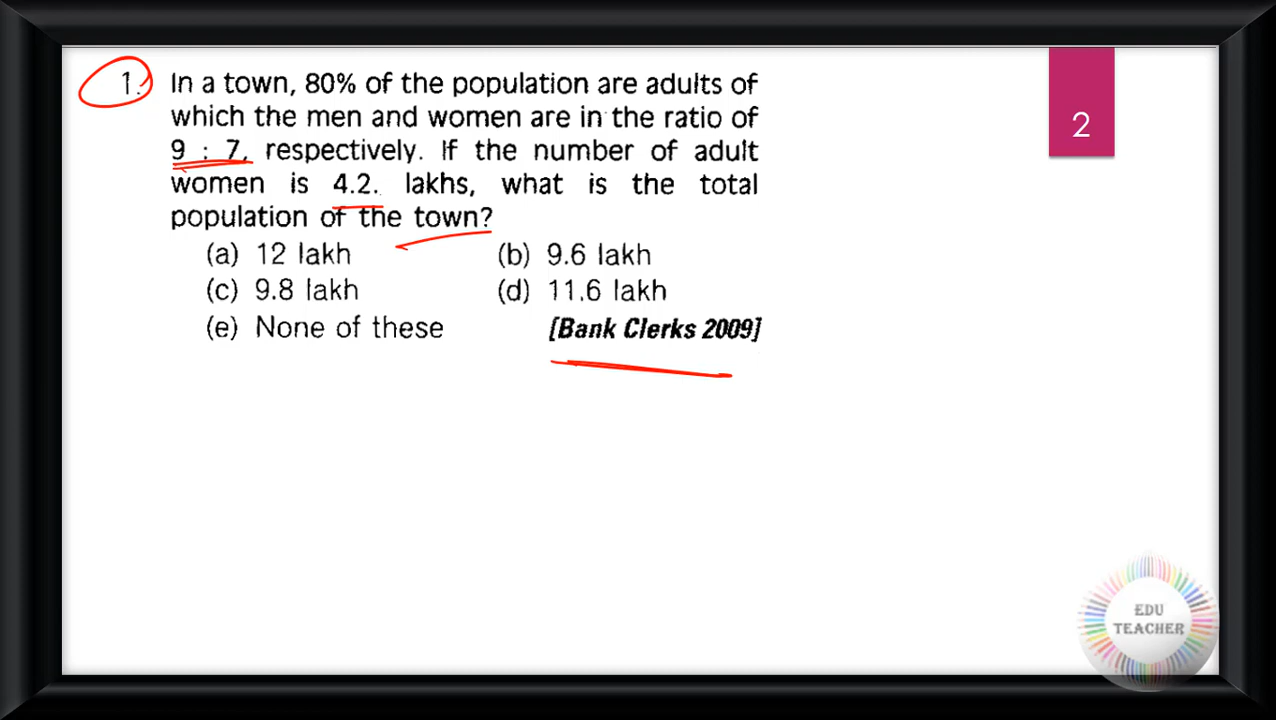 2
1. In a town, 80% of the population are adults of
which the men and women are in the ratio of
9 : 7, respectively. If the number of adult
women is 4.2. lakhs, what is the total
population of the town?
(a) 12 lakh (b) 9.6 lakh
(c) 9.8 lakh (d) 11.6 lakh
(e) None of these [Bank Clerks 2009]
EDU
TEACHER